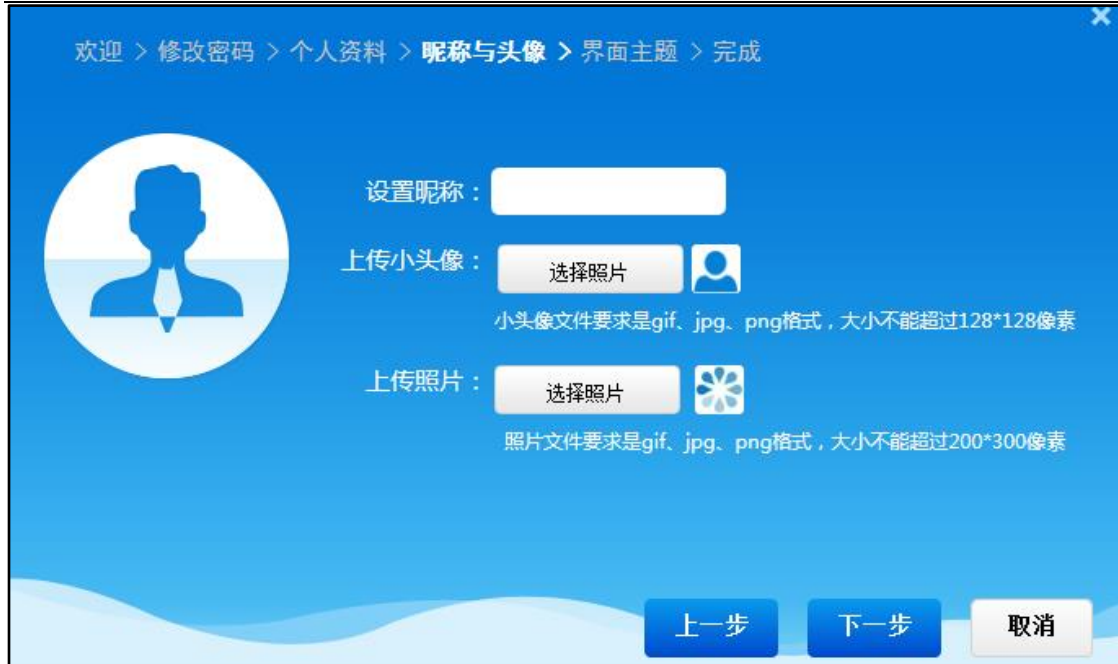 欢迎 > 修改密码 > 个人资料 > 昵称与头像 > 界面主题 > 完成
设置昵称：
上传小头像： 选择照片
小头像文件要求是gif、jpg、png格式，大小不能超过128*128像素
上传照片： 选择照片
照片文件要求是gif、jpg、png格式，大小不能超过200*300像素
上一步 下一步 取消